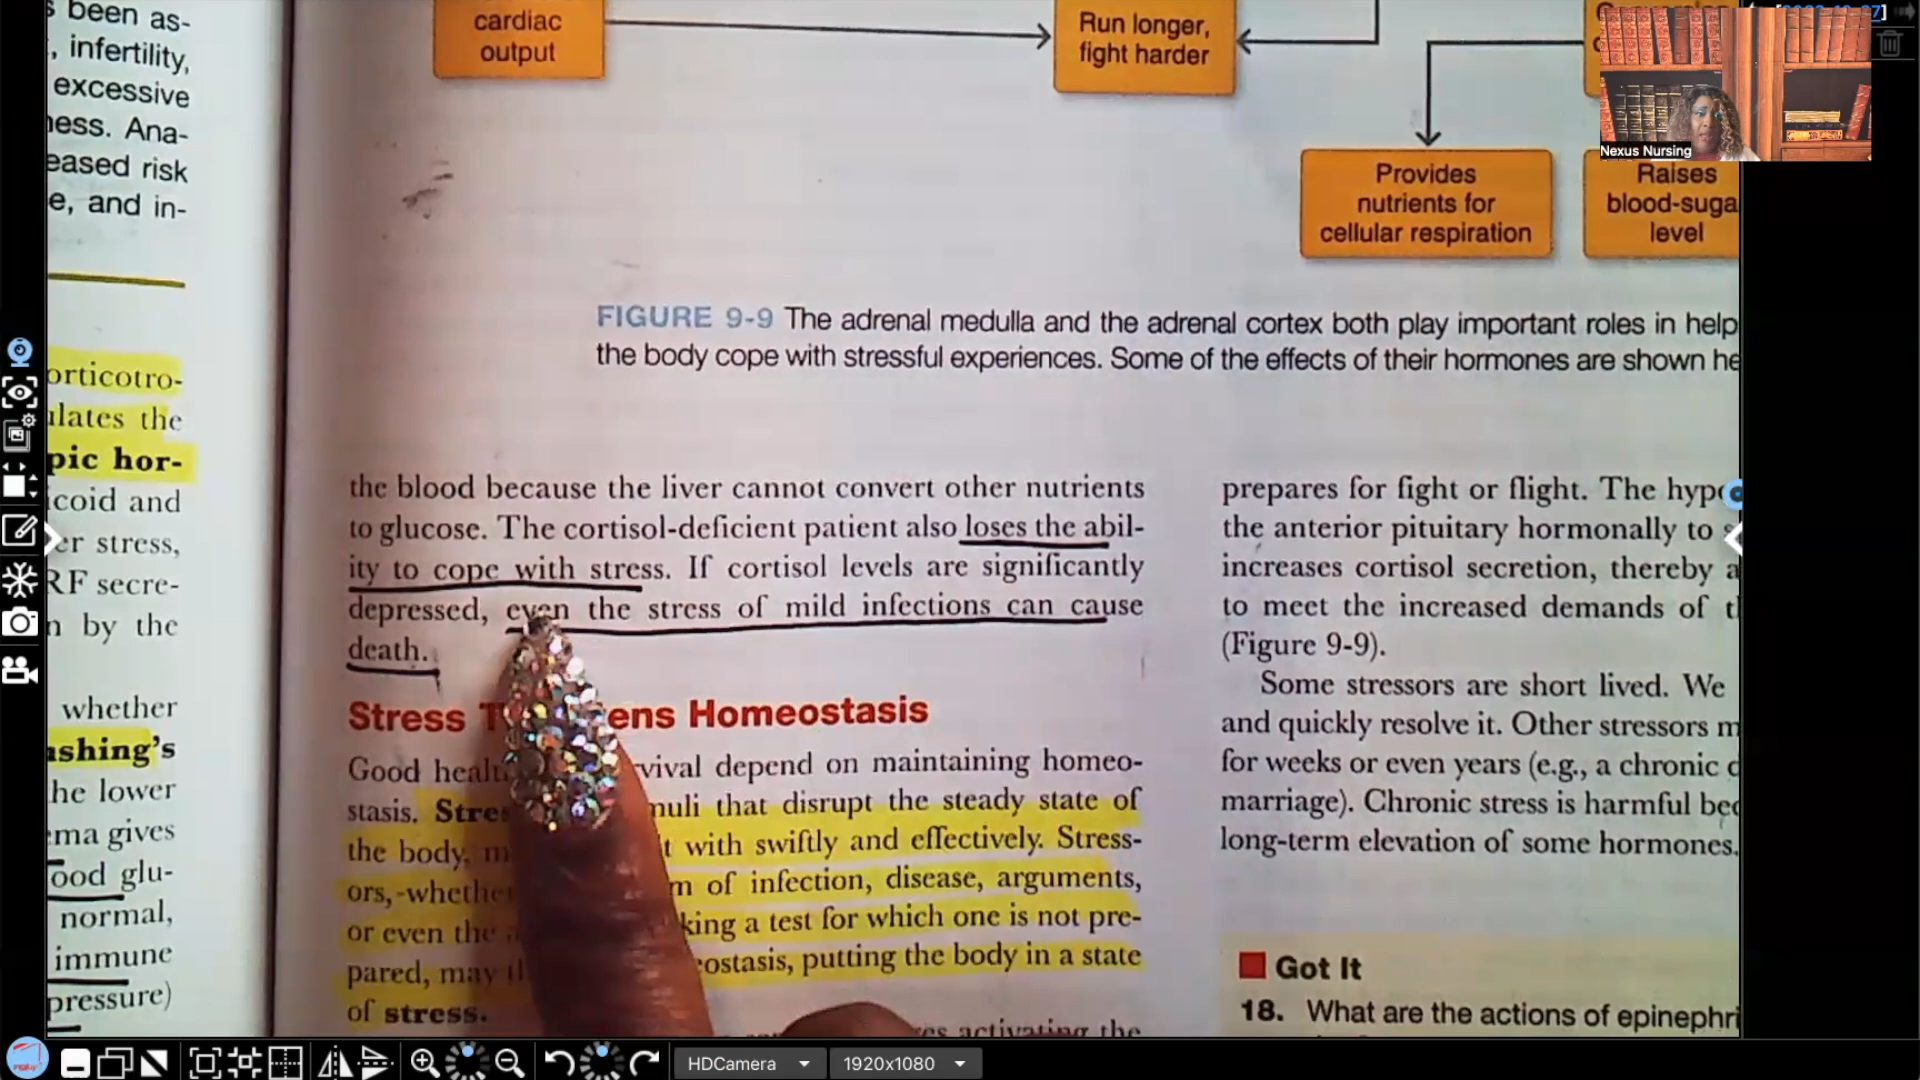 s been as-
, infertility,
excessive
ness. Ana-
eased risk
e, and in-
orticotro-
ulates the
pic hor-
icoid and
er stress,
RF secre-
n by the
whether
ushing's
he lower
ema gives
ood glu-
normal,
immune
pressure)
cardiac
output
Run longer,
fight harder
Provides
nutrients for
cellular respiration
Raises
blood-suga
level
Nexus Nursing
FIGURE 9-9 The adrenal medulla and the adrenal cortex both play important roles in help
the body cope with stressful experiences. Some of the effects of their hormones are shown he
the blood because the liver cannot convert other nutrients
to glucose. The cortisol-deficient patient also loses the abil-
ity to cope with stress. If cortisol levels are significantly
depressed, even the stress of mild infections can cause
death.
Stress T ens Homeostasis
Good healt vival depend on maintaining homeo-
stasis. Stres muli that disrupt the steady state of
the body, m t with swiftly and effectively. Stress-
ors, whether m of infection, disease, arguments,
or even the king a test for which one is not pre-
pared, may th ostasis, putting the body in a state
of stress.
activating the
prepares for fight or flight. The hypo
the anterior pituitary hormonally to s
increases cortisol secretion, thereby a
to meet the increased demands of t
(Figure 9-9).
Some stressors are short lived. We
and quickly resolve it. Other stressors m
for weeks or even years (e.g., a chronic
marriage). Chronic stress is harmful bec
long-term elevation of some hormones.
Got It
18. What are the actions of epinephri
HDCamera
1920x1080